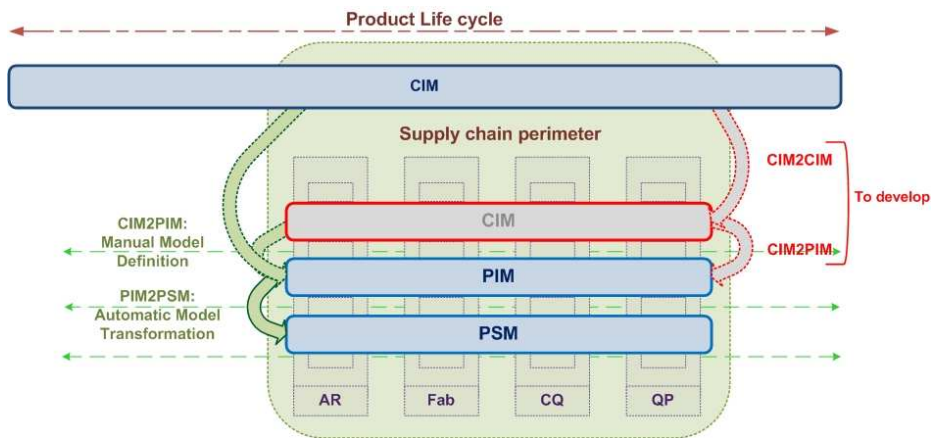 Product Life cycle
CIM
Supply chain perimeter
CIM2CIM
To develop
CIM
CIM2PIM:
Manual Model
Definition
CIM2PIM
PIM
PIM2PSM:
Automatic Model
Transformation
PSM
AR
Fab
CQ
QP